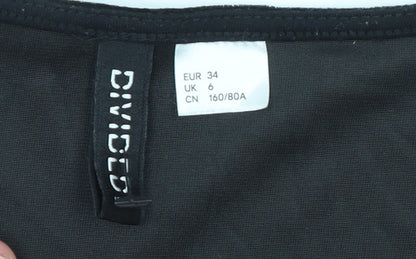 DIVIDED
EUR 34
UK 6
CN 160/80A